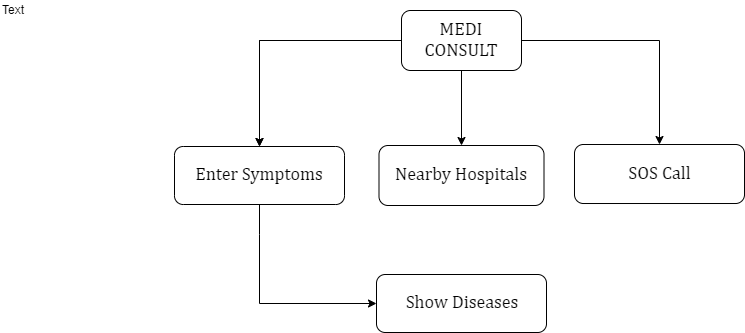 Text
MEDI
CONSULT
Enter Symptoms
Nearby Hospitals
SOS Call
Show Diseases